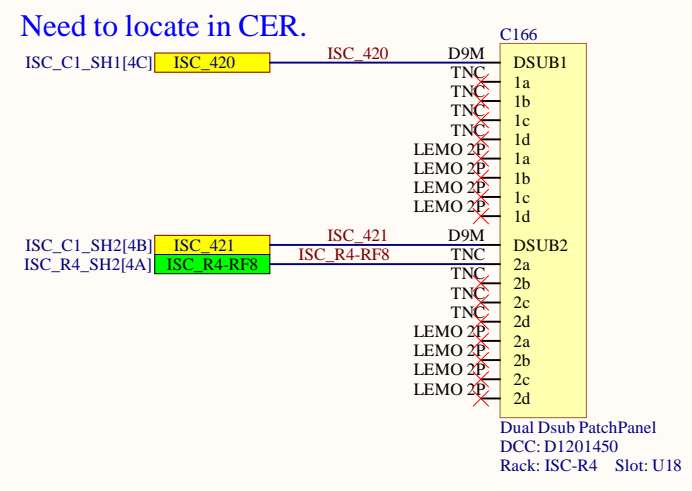 Need to locate in CER.
C166
ISC_C1_SH1[4C] ISC_420 ISC_420 D9M DSUB1
TNC 1a
TNC 1b
TNC 1c
TNC 1d
LEMO 2P 1a
LEMO 2P 1b
LEMO 2P 1c
LEMO 2P 1d
ISC_C1_SH2[4B] ISC_421 ISC_421 D9M DSUB2
ISC_R4_SH2[4A] ISC_R4-RF8 ISC_R4-RF8 TNC 2a
TNC 2b
TNC 2c
TNC 2d
LEMO 2P 2a
LEMO 2P 2b
LEMO 2P 2c
LEMO 2P 2d
Dual Dsub PatchPanel
DCC: D1201450
Rack: ISC-R4 Slot: U18